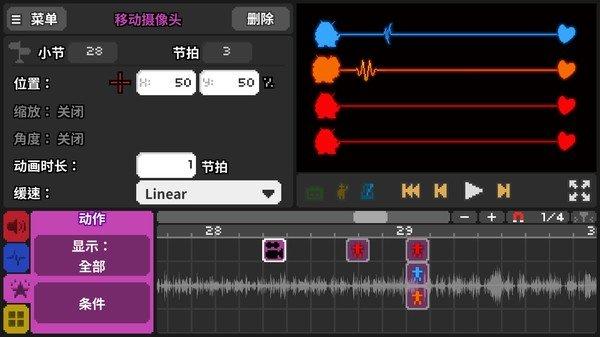 菜单 移动摄像头 删除
小节 28 节拍 3
位置： X: 50 Y: 50 %
缩放：关闭
角度：关闭
动画时长： 1 节拍
缓速： Linear
动作
显示：
全部
条件
1/4
28 29 3